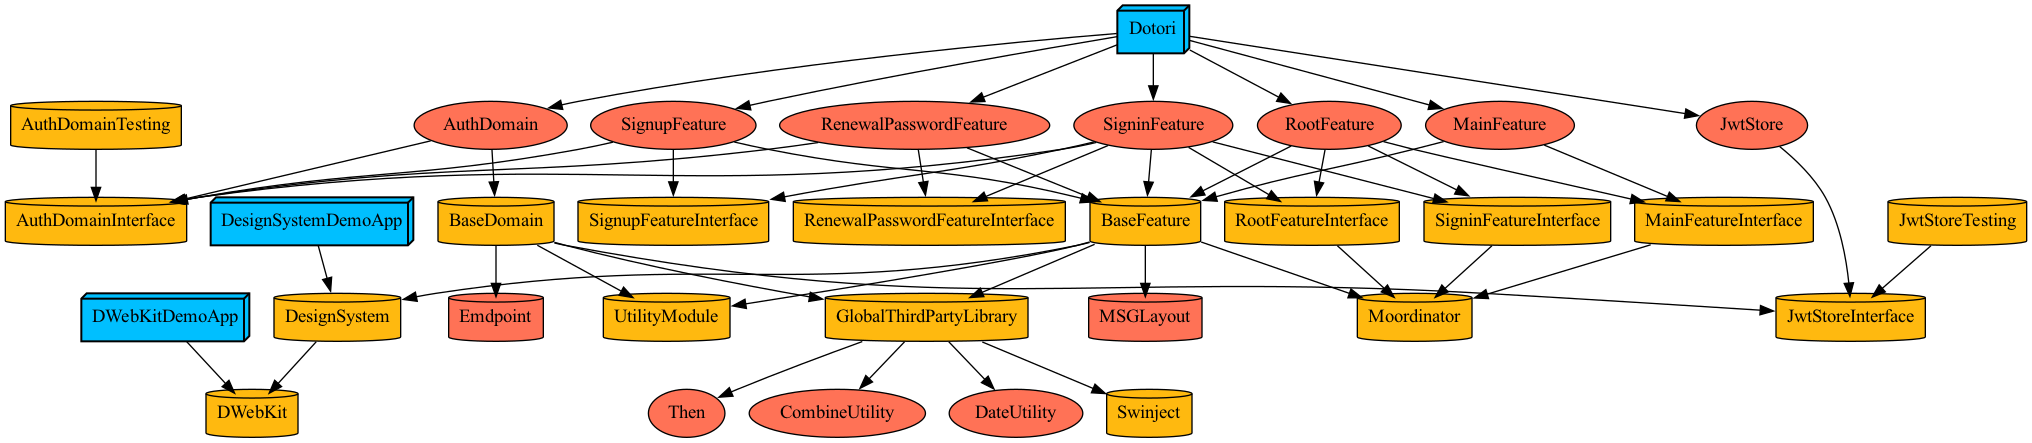 Dotori
AuthDomainTesting
AuthDomain
SignupFeature
RenewalPasswordFeature
SigninFeature
RootFeature
MainFeature
JwtStore
AuthDomainInterface
DesignSystemDemoApp
BaseDomain
SignupFeatureInterface
RenewalPasswordFeatureInterface
BaseFeature
RootFeatureInterface
SigninFeatureInterface
MainFeatureInterface
JwtStoreTesting
DWebKitDemoApp
DesignSystem
Emdpoint
UtilityModule
GlobalThirdPartyLibrary
MSGLayout
Moordinator
JwtStoreInterface
DWebKit
Then
CombineUtility
DateUtility
Swinject